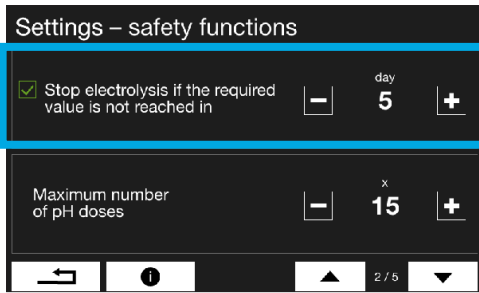 Settings – safety functions
Stop electrolysis if the required
value is not reached in
day
5
Maximum number
of pH doses
x
15
2/5